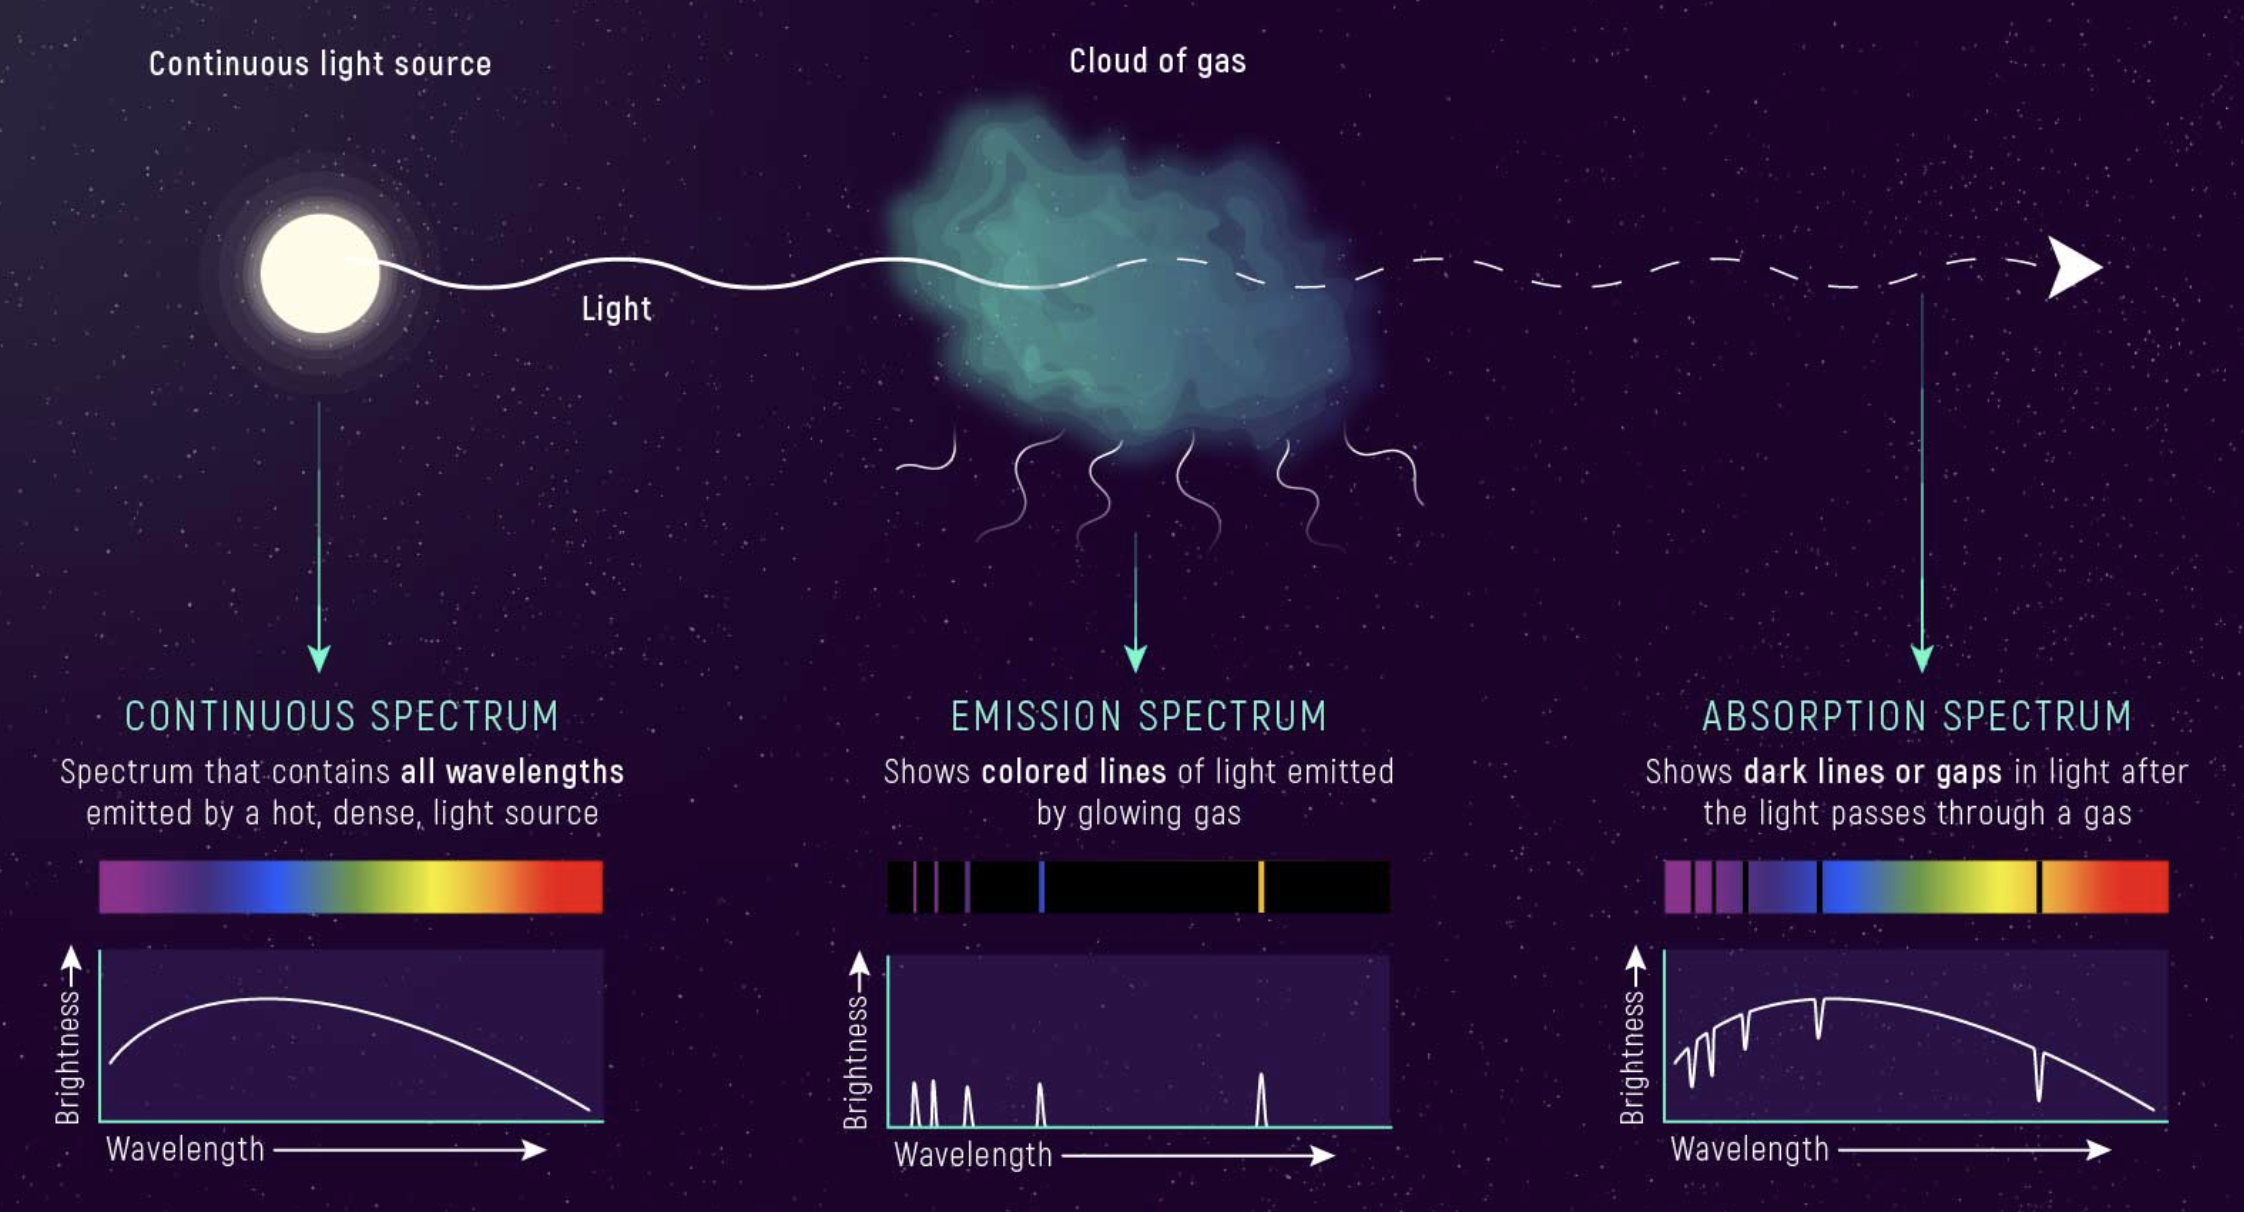 Continuous light source
Cloud of gas
Light
CONTINUOUS SPECTRUM
Spectrum that contains all wavelengths
emitted by a hot, dense, light source
Brightness
Wavelength
EMISSION SPECTRUM
Shows colored lines of light emitted
by glowing gas
Brightness
Wavelength
ABSORPTION SPECTRUM
Shows dark lines or gaps in light after
the light passes through a gas
Brightness
Wavelength